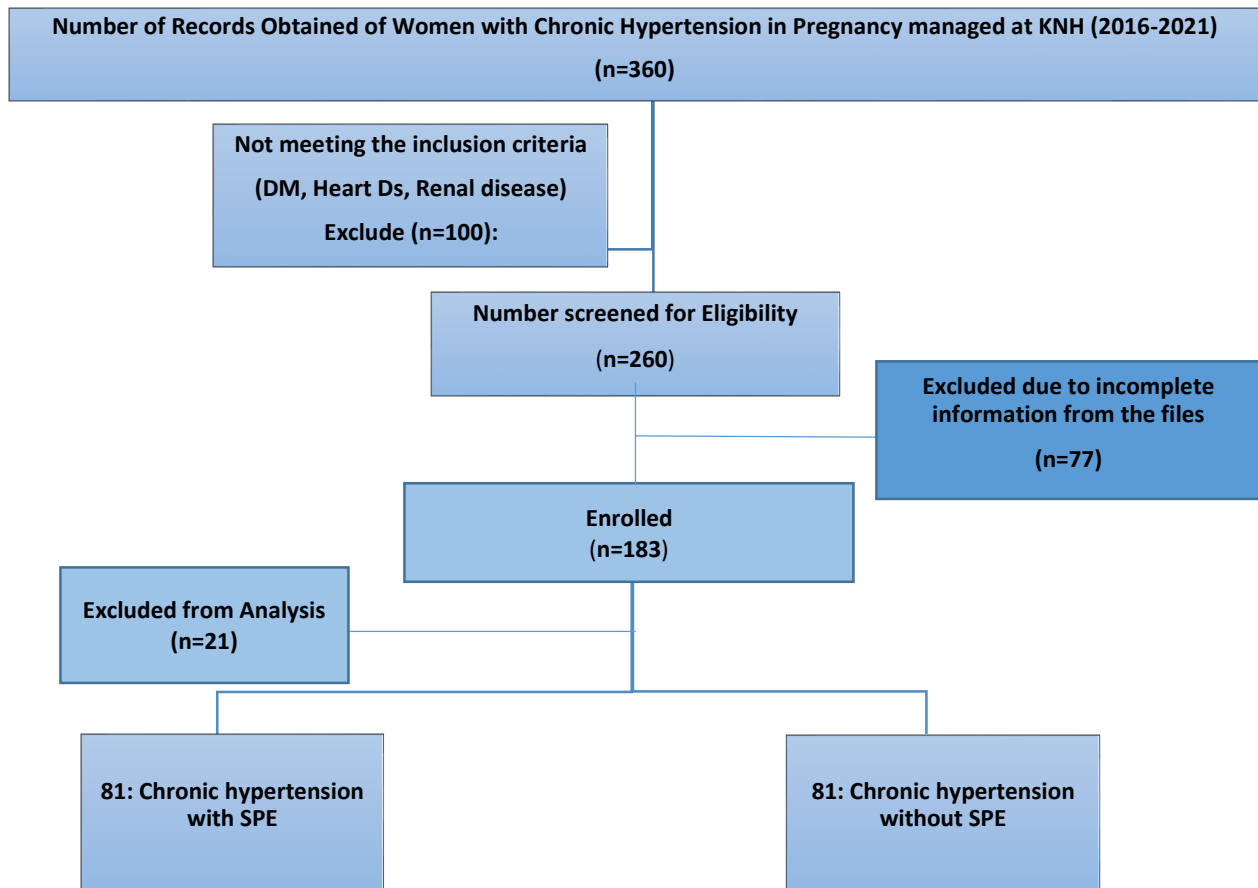 Number of Records Obtained of Women with Chronic Hypertension in Pregnancy managed at KNH (2016-2021)
(n=360)
Not meeting the inclusion criteria
(DM, Heart Ds, Renal disease)
Exclude (n=100):
Number screened for Eligibility
(n=260)
Excluded due to incomplete
information from the files
(n=77)
Enrolled
(n=183)
Excluded from Analysis
(n=21)
81: Chronic hypertension
with SPE
81: Chronic hypertension
without SPE